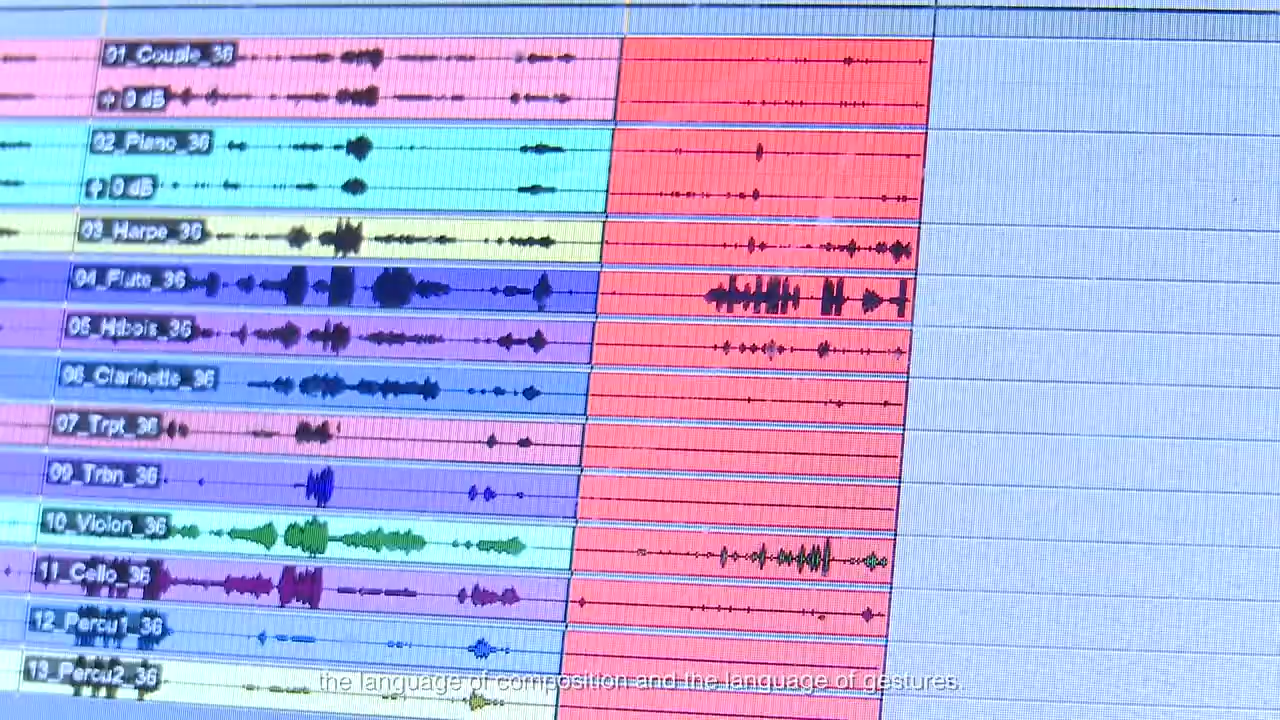 01_Couple_36
0 dB
02_Piano_36
0 dB
03_Harpe_36
04_Flute_36
05_Htbois_36
06_Clarinette_36
07_Trpt_36
09_Trbn_36
10_Violon_36
11_Cello_36
12_Percu1_36
13_Percu2_36
the language of composition and the language of gestures.